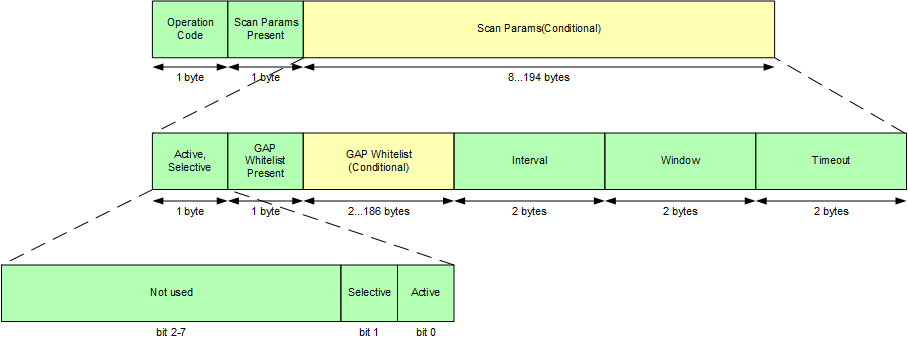 Operation
Code
Scan Params
Present
Scan Params(Conditional)
1 byte
1 byte
8...194 bytes
Active,
Selective
GAP
Whitelist
Present
GAP Whitelist
(Conditional)
Interval
Window
Timeout
1 byte
1 byte
2...186 bytes
2 bytes
2 bytes
2 bytes
Not used
Selective
Active
bit 2-7
bit 1
bit 0